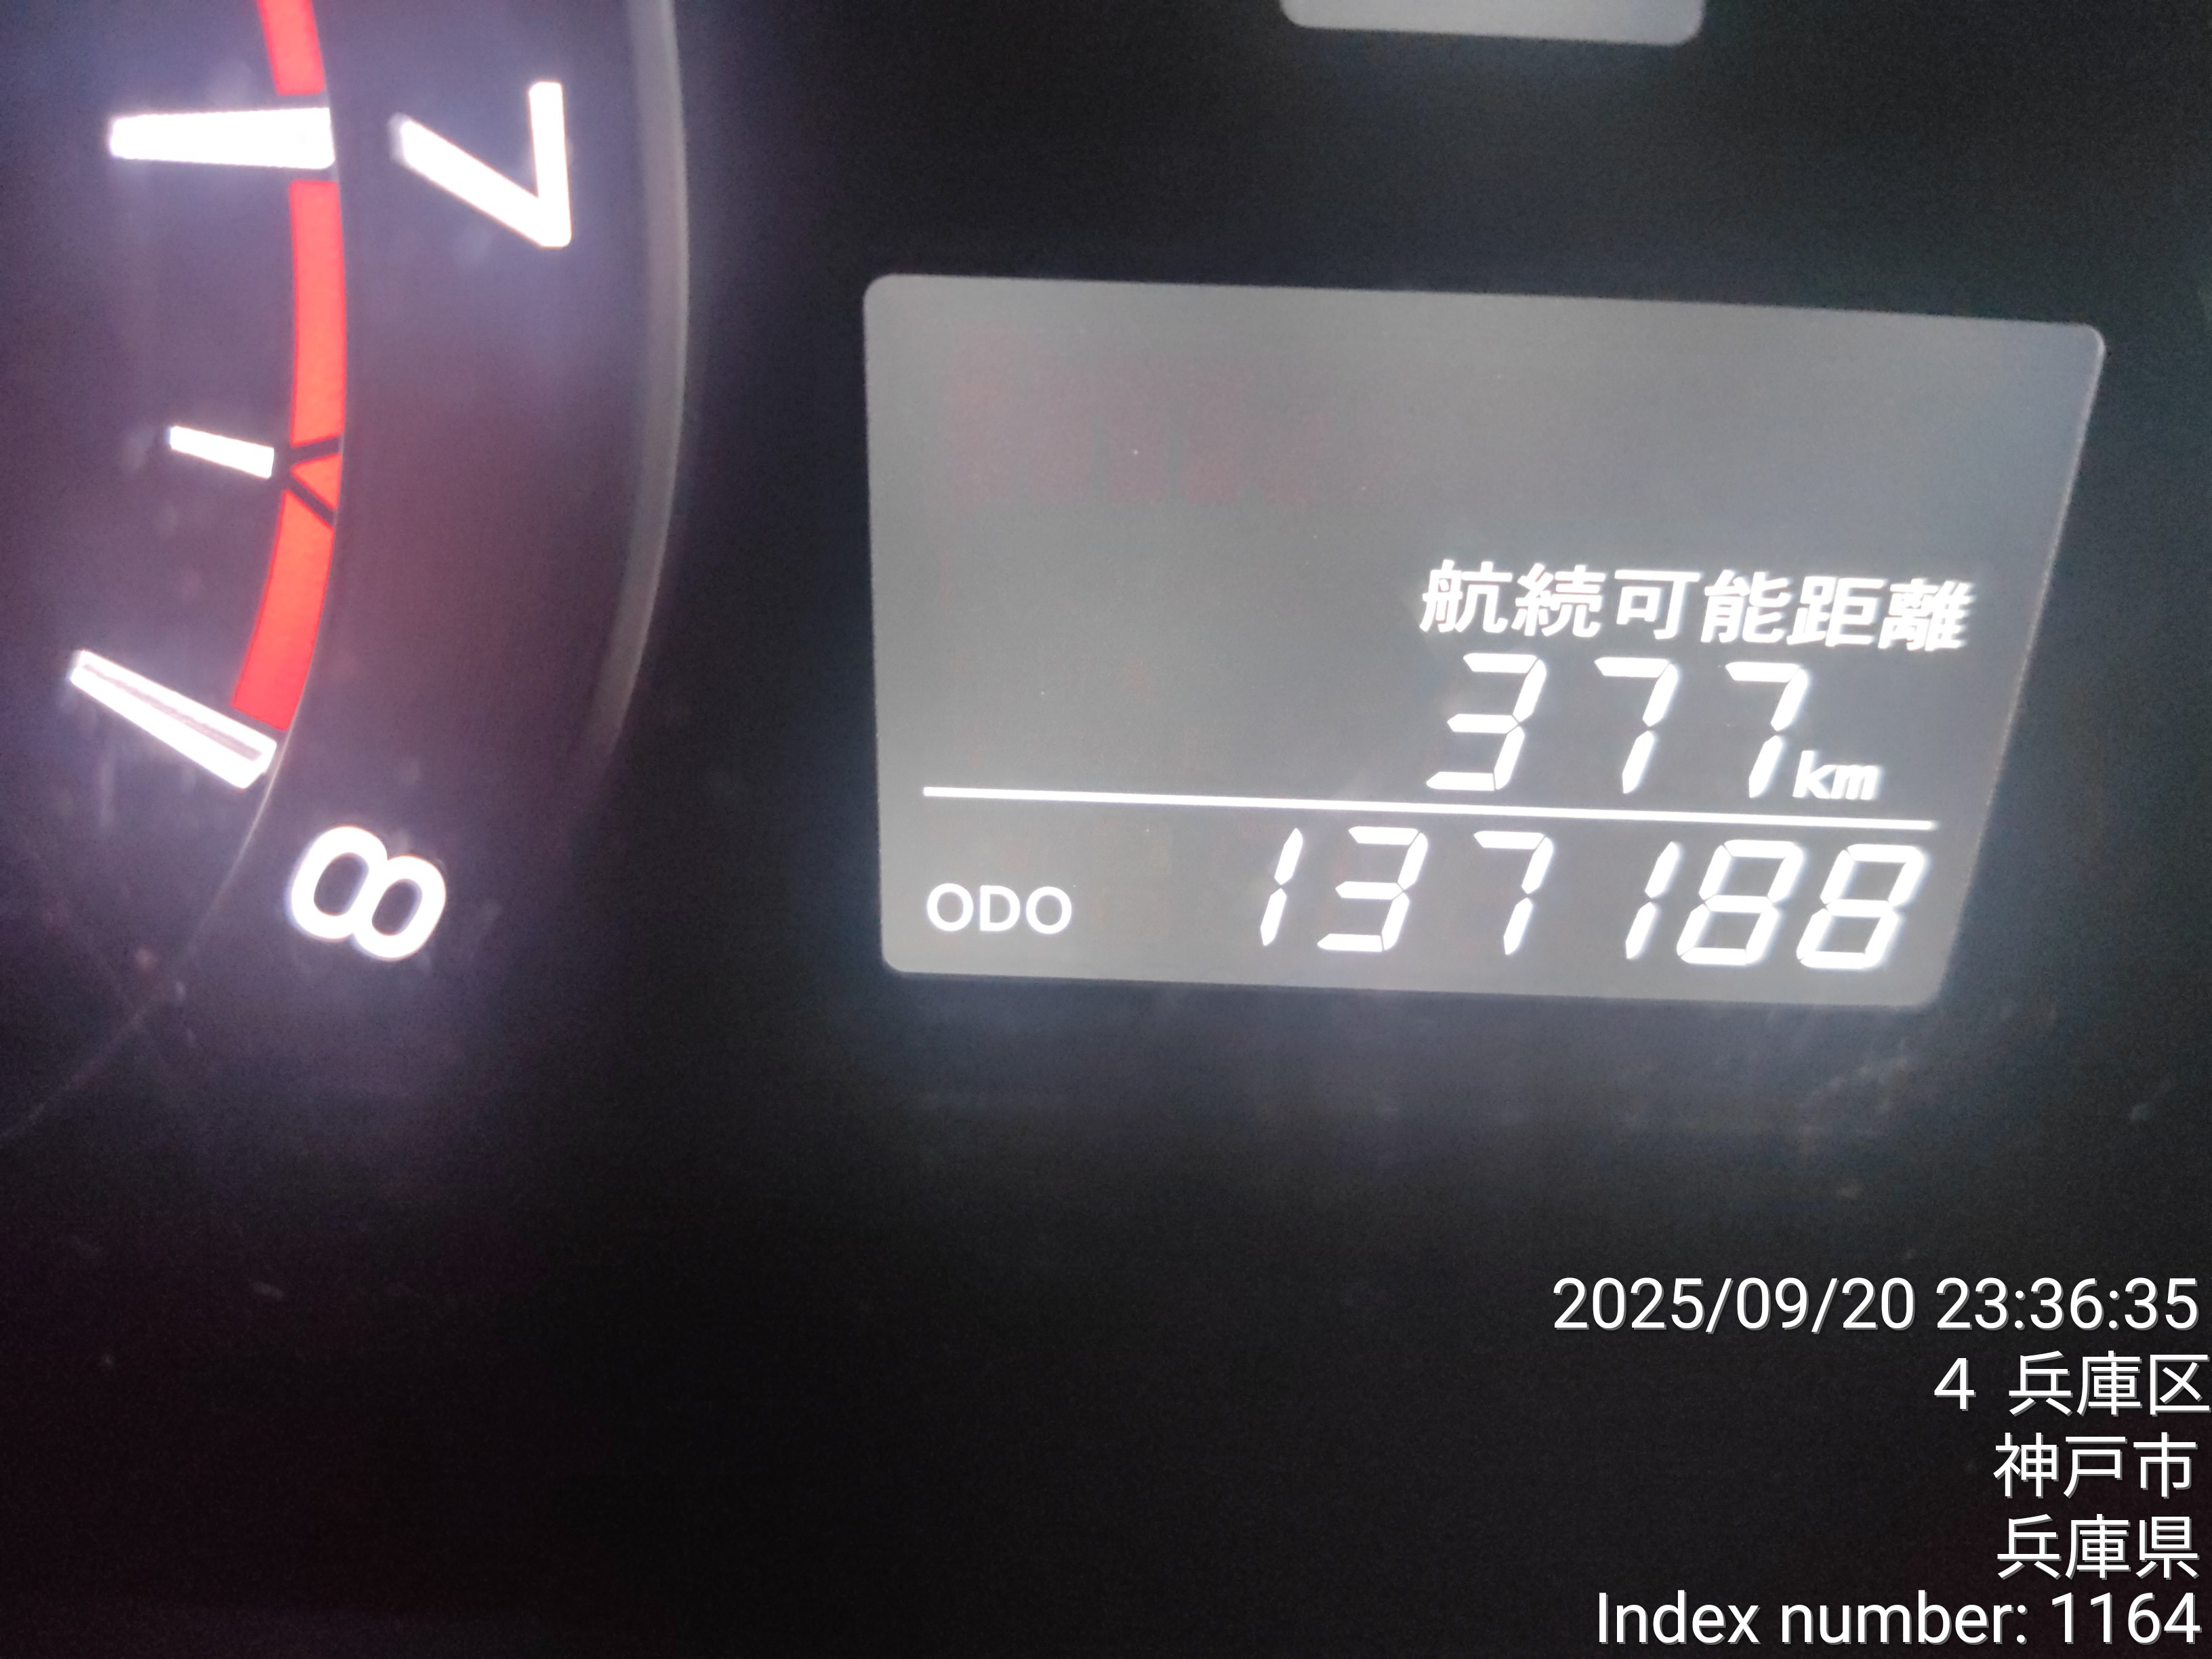 7
8
航続可能距離
377km
ODO 137188
2025/09/20 23:36:35
4 兵庫区
神戸市
兵庫県
Index number: 1164